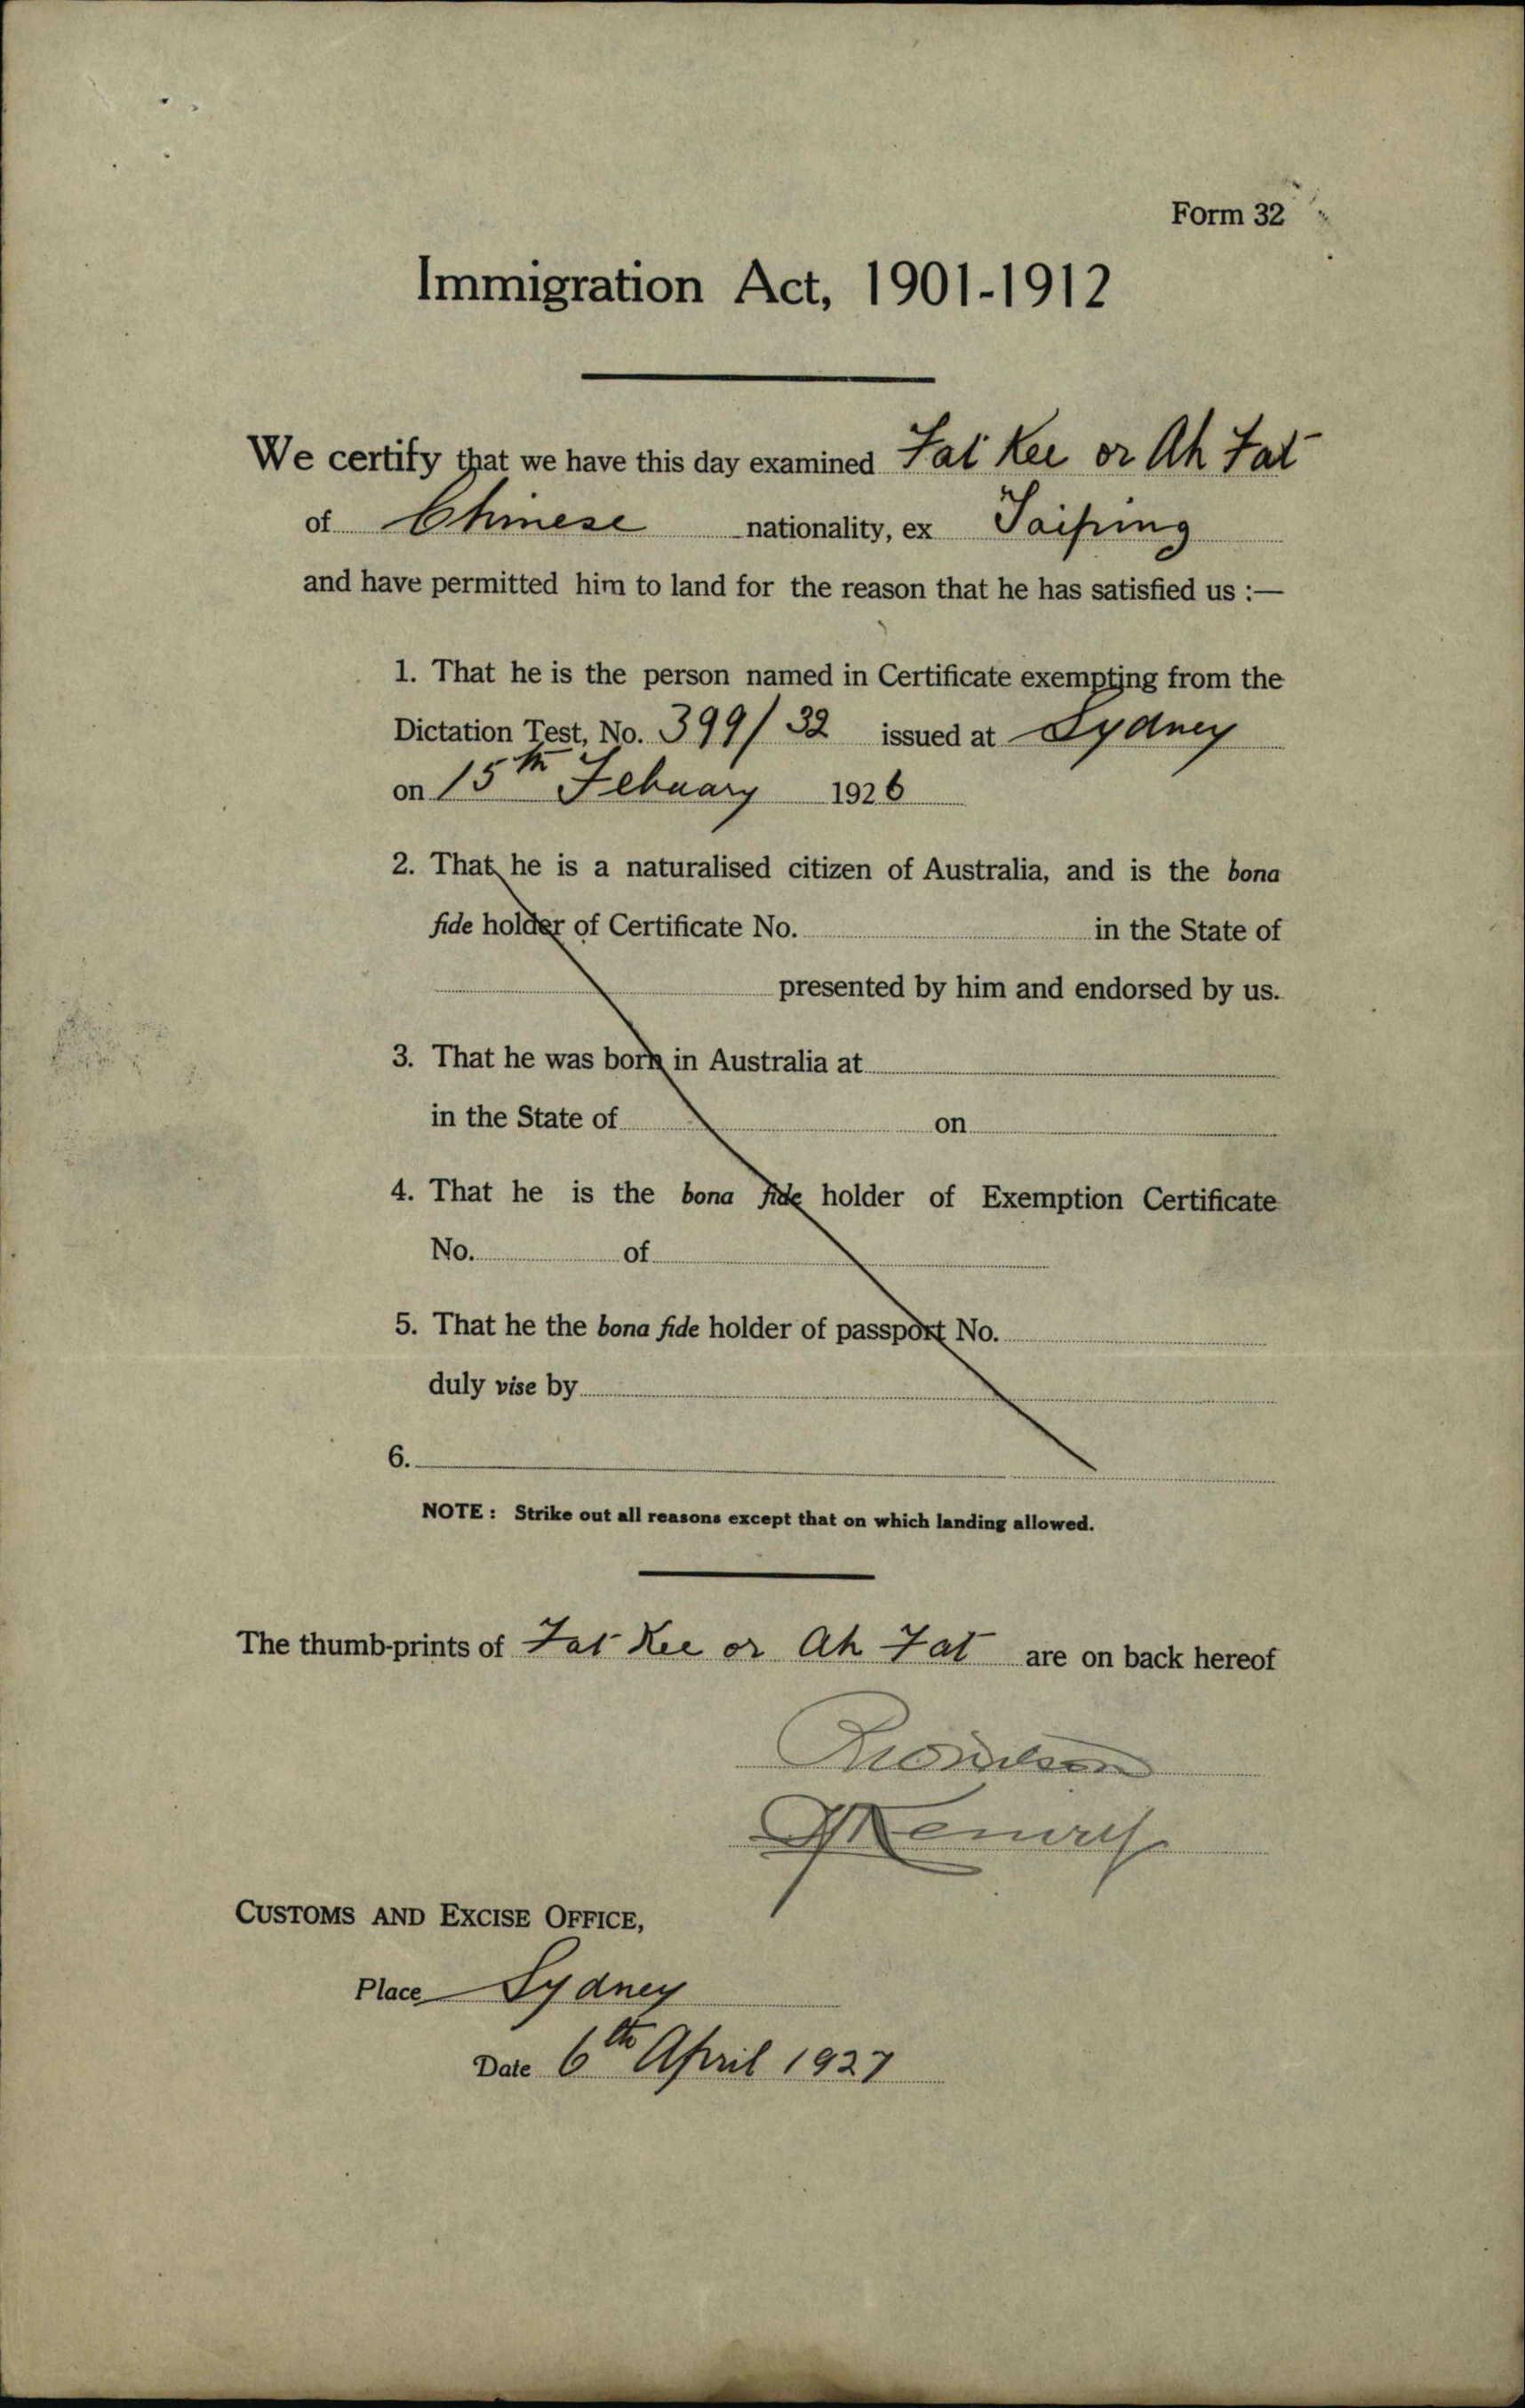 Form 32
Immigration Act, 1901-1912
We certify that we have this day examined Fat Kee or Ah Fat
of Chinese nationality, ex Taiping
and have permitted him to land for the reason that he has satisfied us :—
1. That he is the person named in Certificate exempting from the
Dictation Test, No. 399/32 issued at Sydney
on 15th Febuary 1926
2. That he is a naturalised citizen of Australia, and is the bona
fide holder of Certificate No. in the State of
presented by him and endorsed by us.
3. That he was born in Australia at
in the State of on
4. That he is the bona fide holder of Exemption Certificate
No. of
5. That he the bona fide holder of passport No.
duly vise by
6.
NOTE : Strike out all reasons except that on which landing allowed.
The thumb-prints of Fat Kee or Ah Fat are on back hereof
CUSTOMS AND EXCISE OFFICE,
Place Sydney
Date 6th April 1927